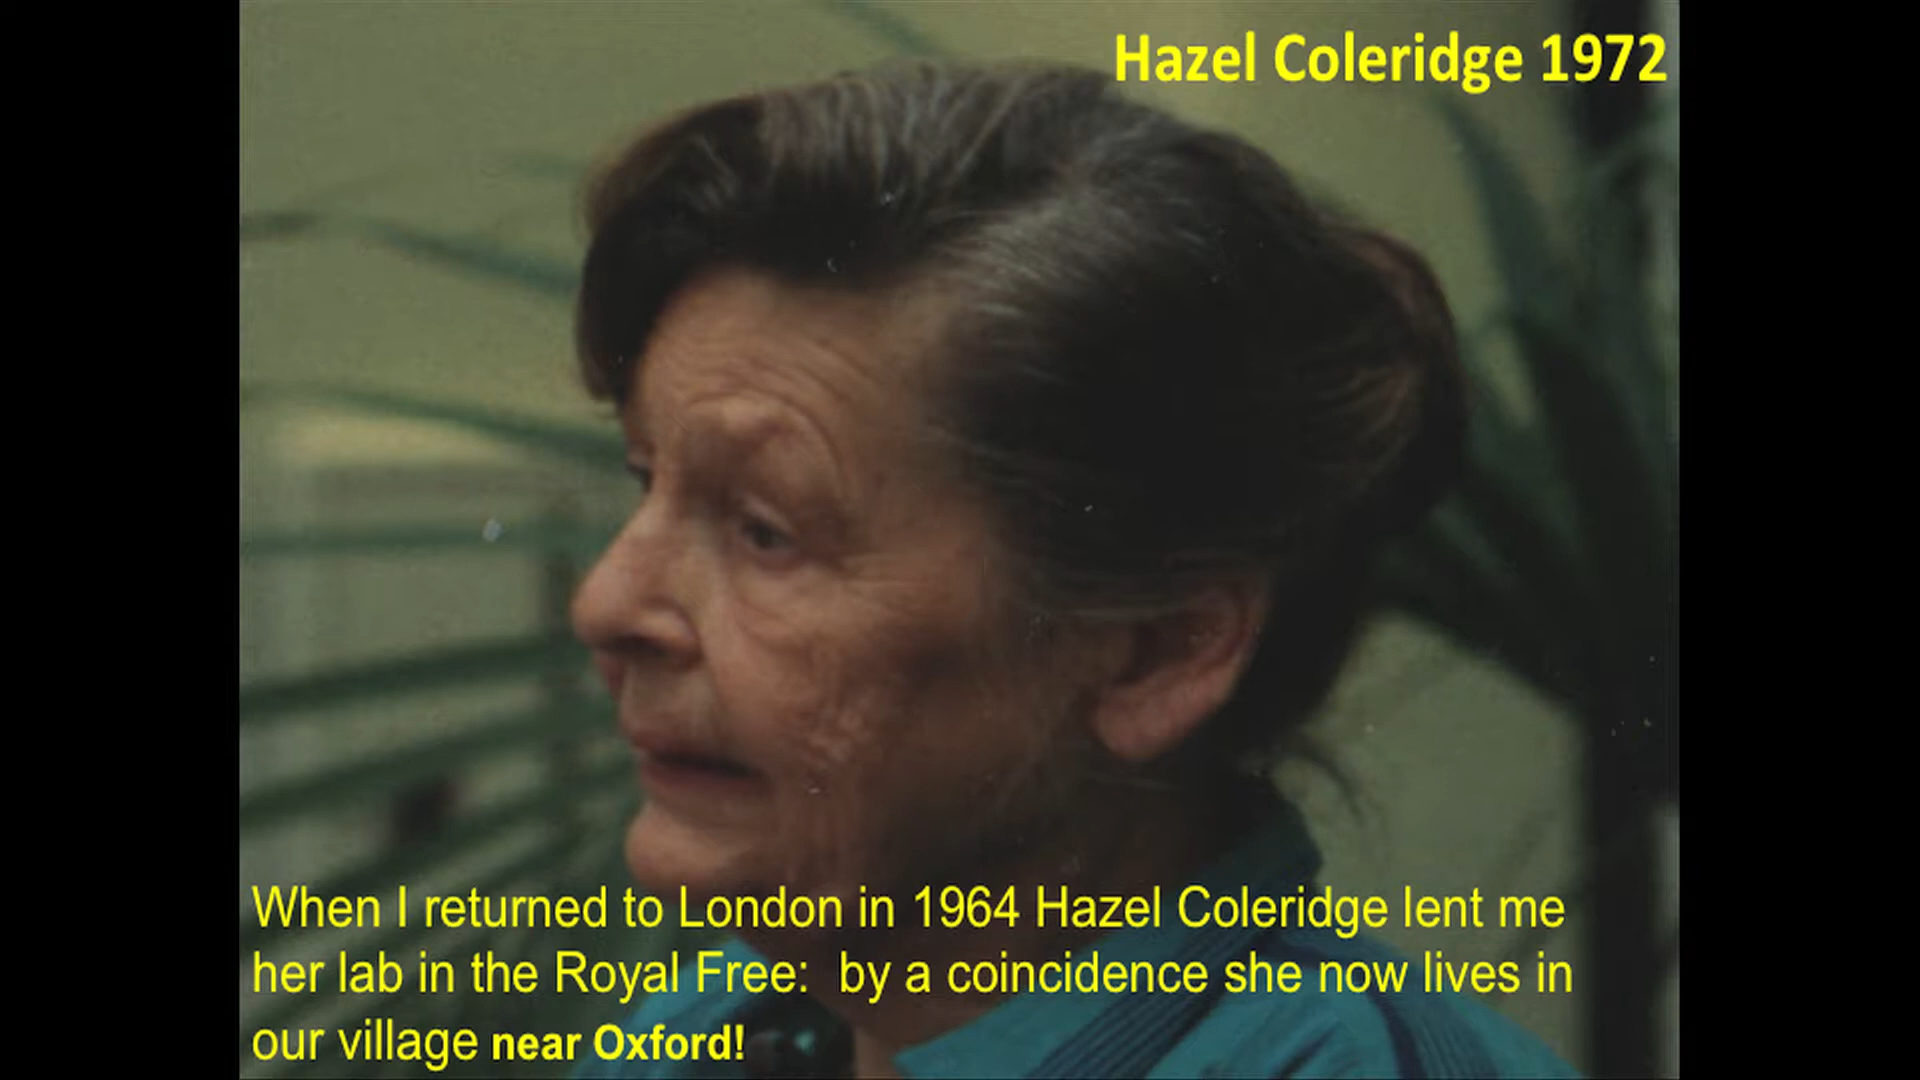 Hazel Coleridge 1972
When I returned to London in 1964 Hazel Coleridge lent me
her lab in the Royal Free:  by a coincidence she now lives in
our village near Oxford!